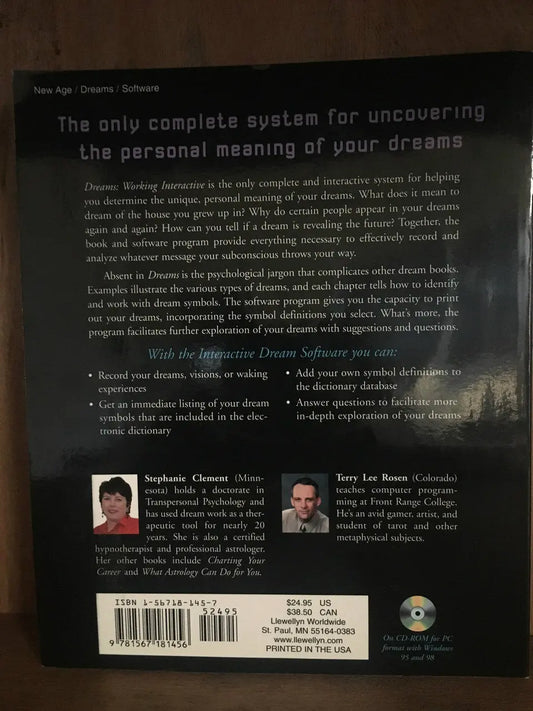 New Age / Dreams / Software
The only complete system for uncovering
the personal meaning of your dreams
Dreams: Working Interactive is the only complete and interactive system for helping
you determine the unique, personal meaning of your dreams. What does it mean to
dream of the house you grew up in? Why do certain people appear in your dreams
again and again? How can you tell if a dream is revealing the future? Together, the
book and software program provide everything necessary to effectively record and
analyze whatever message your subconscious throws your way.
Absent in Dreams is the psychological jargon that complicates other dream books.
Examples illustrate the various types of dreams, and each chapter tells how to identify
and work with dream symbols. The software program gives you the capacity to print
out your dreams, incorporating the symbol definitions you select. What's more, the
program facilitates further exploration of your dreams with suggestions and questions.
With the Interactive Dream Software you can:
• Record your dreams, visions, or waking
experiences
• Get an immediate listing of your dream
symbols that are included in the elec-
tronic dictionary
• Add your own symbol definitions to
the dictionary database
• Answer questions to facilitate more
in-depth exploration of your dreams
Stephanie Clement (Minn-
esota) holds a doctorate in
Transpersonal Psychology and
has used dream work as a ther-
apeutic tool for nearly 20
years. She is also a certified
hypnotherapist and professional astrologer.
Her other books include Charting Your
Career and What Astrology Can Do for You.
Terry Lee Rosen (Colorado)
teaches computer program-
ming at Front Range College.
He's an avid gamer, artist, and
student of tarot and other
metaphysical subjects.
ISBN 1-56718-145-7
52495
9 781567 181456
$24.95 US
$38.50 CAN
Llewellyn Worldwide
St. Paul, MN 55164-0383
www.llewellyn.com
PRINTED IN THE USA
On CD-ROM for PC
format with Windows
95 and 98